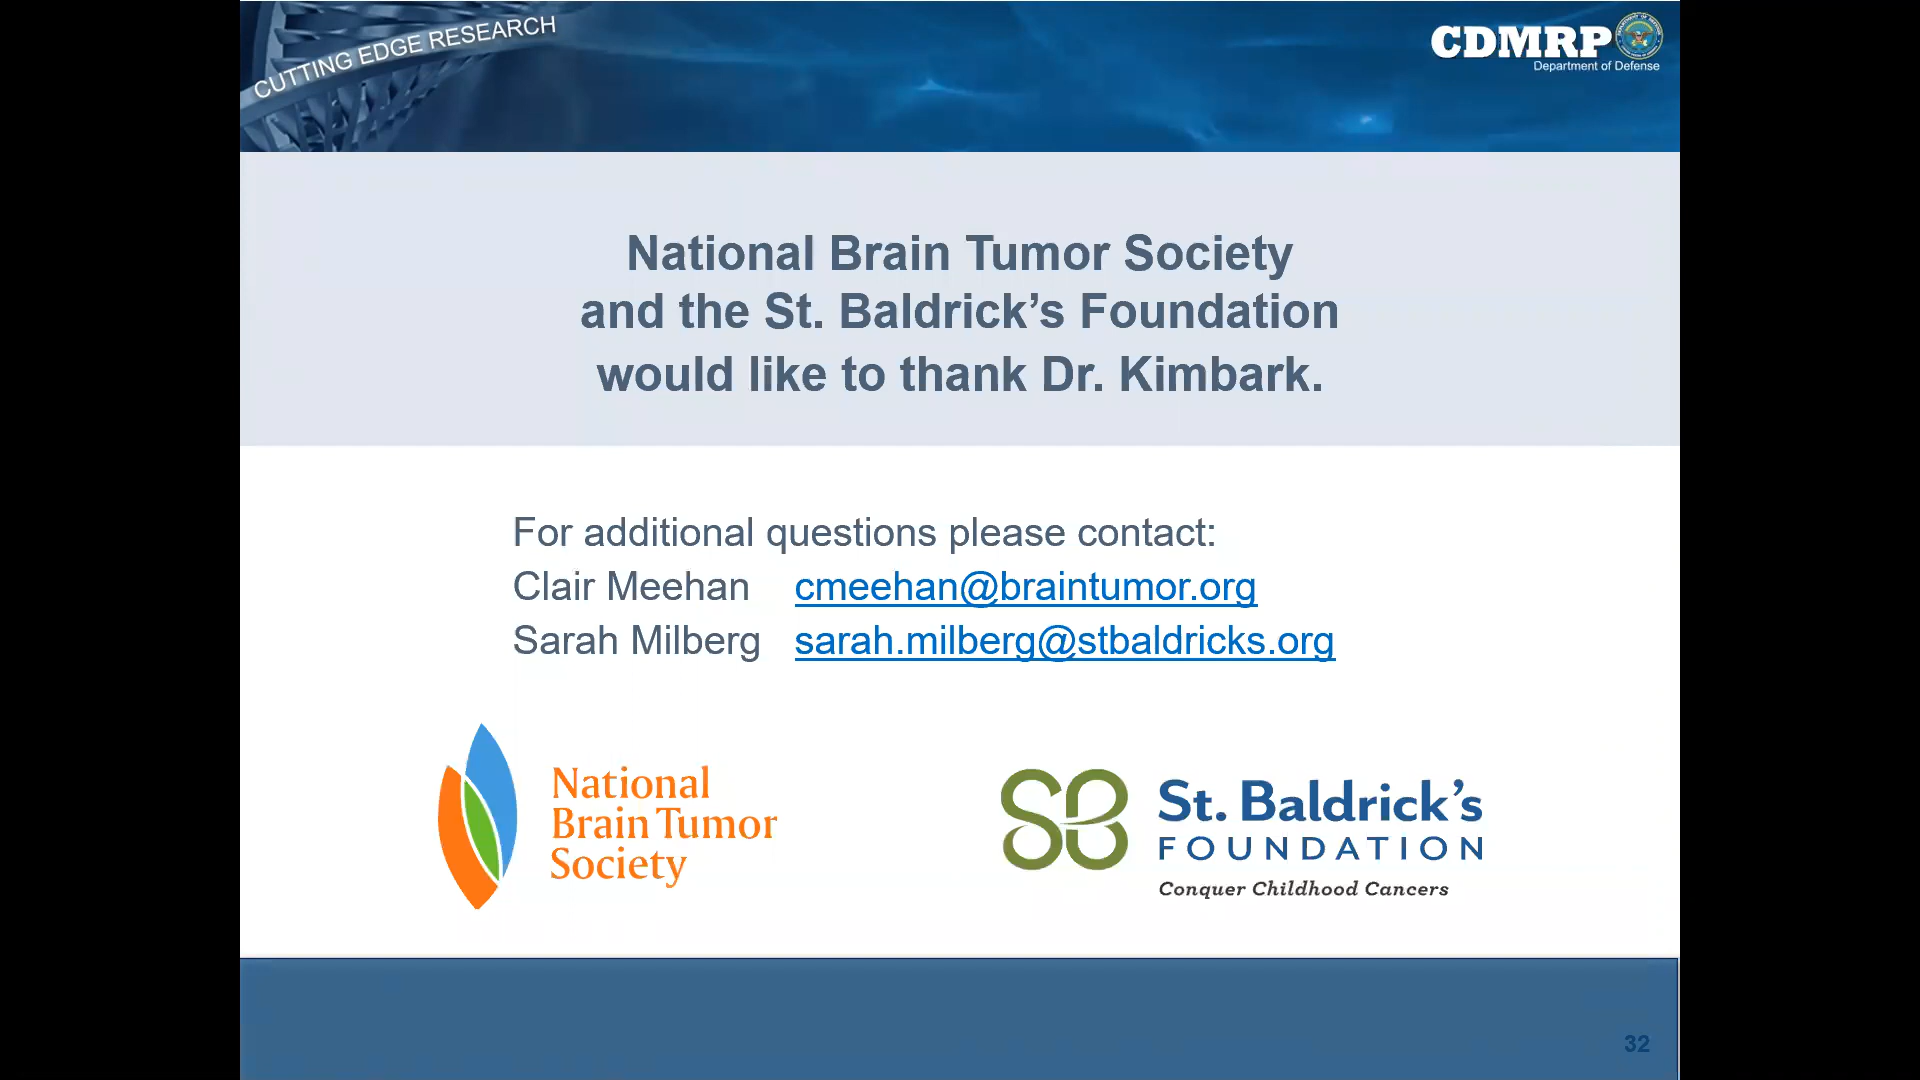 CUTTING EDGE RESEARCH
CDMRP
Department of Defense
National Brain Tumor Society
and the St. Baldrick’s Foundation
would like to thank Dr. Kimbark.
For additional questions please contact:
Clair Meehan cmeehan@braintumor.org
Sarah Milberg sarah.milberg@stbaldricks.org
National
Brain Tumor
Society
SB
St. Baldrick’s
FOUNDATION
Conquer Childhood Cancers
32